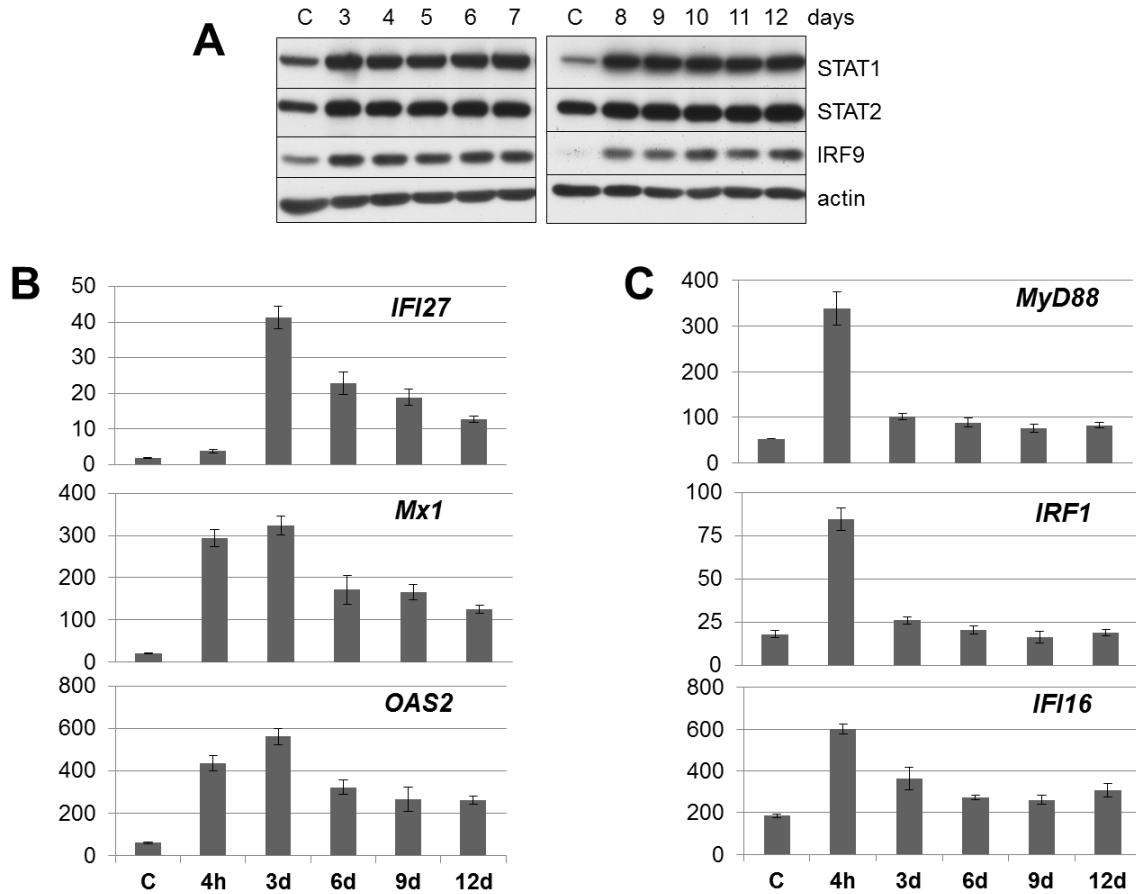 A
C 3 4 5 6 7 C 8 9 10 11 12 days
STAT1
STAT2
IRF9
actin
B
IFI27
50
40
30
20
10
0
Mx1
400
300
200
100
0
OAS2
800
600
400
200
0
C 4h 3d 6d 9d 12d
C
MyD88
400
300
200
100
0
IRF1
100
75
50
25
0
IFI16
800
600
400
200
0
C 4h 3d 6d 9d 12d